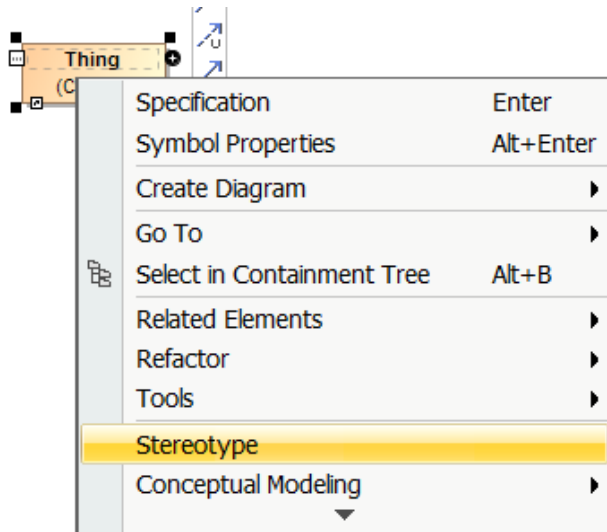 Thing
(C
Specification Enter
Symbol Properties Alt+Enter
Create Diagram
Go To
Select in Containment Tree Alt+B
Related Elements
Refactor
Tools
Stereotype
Conceptual Modeling